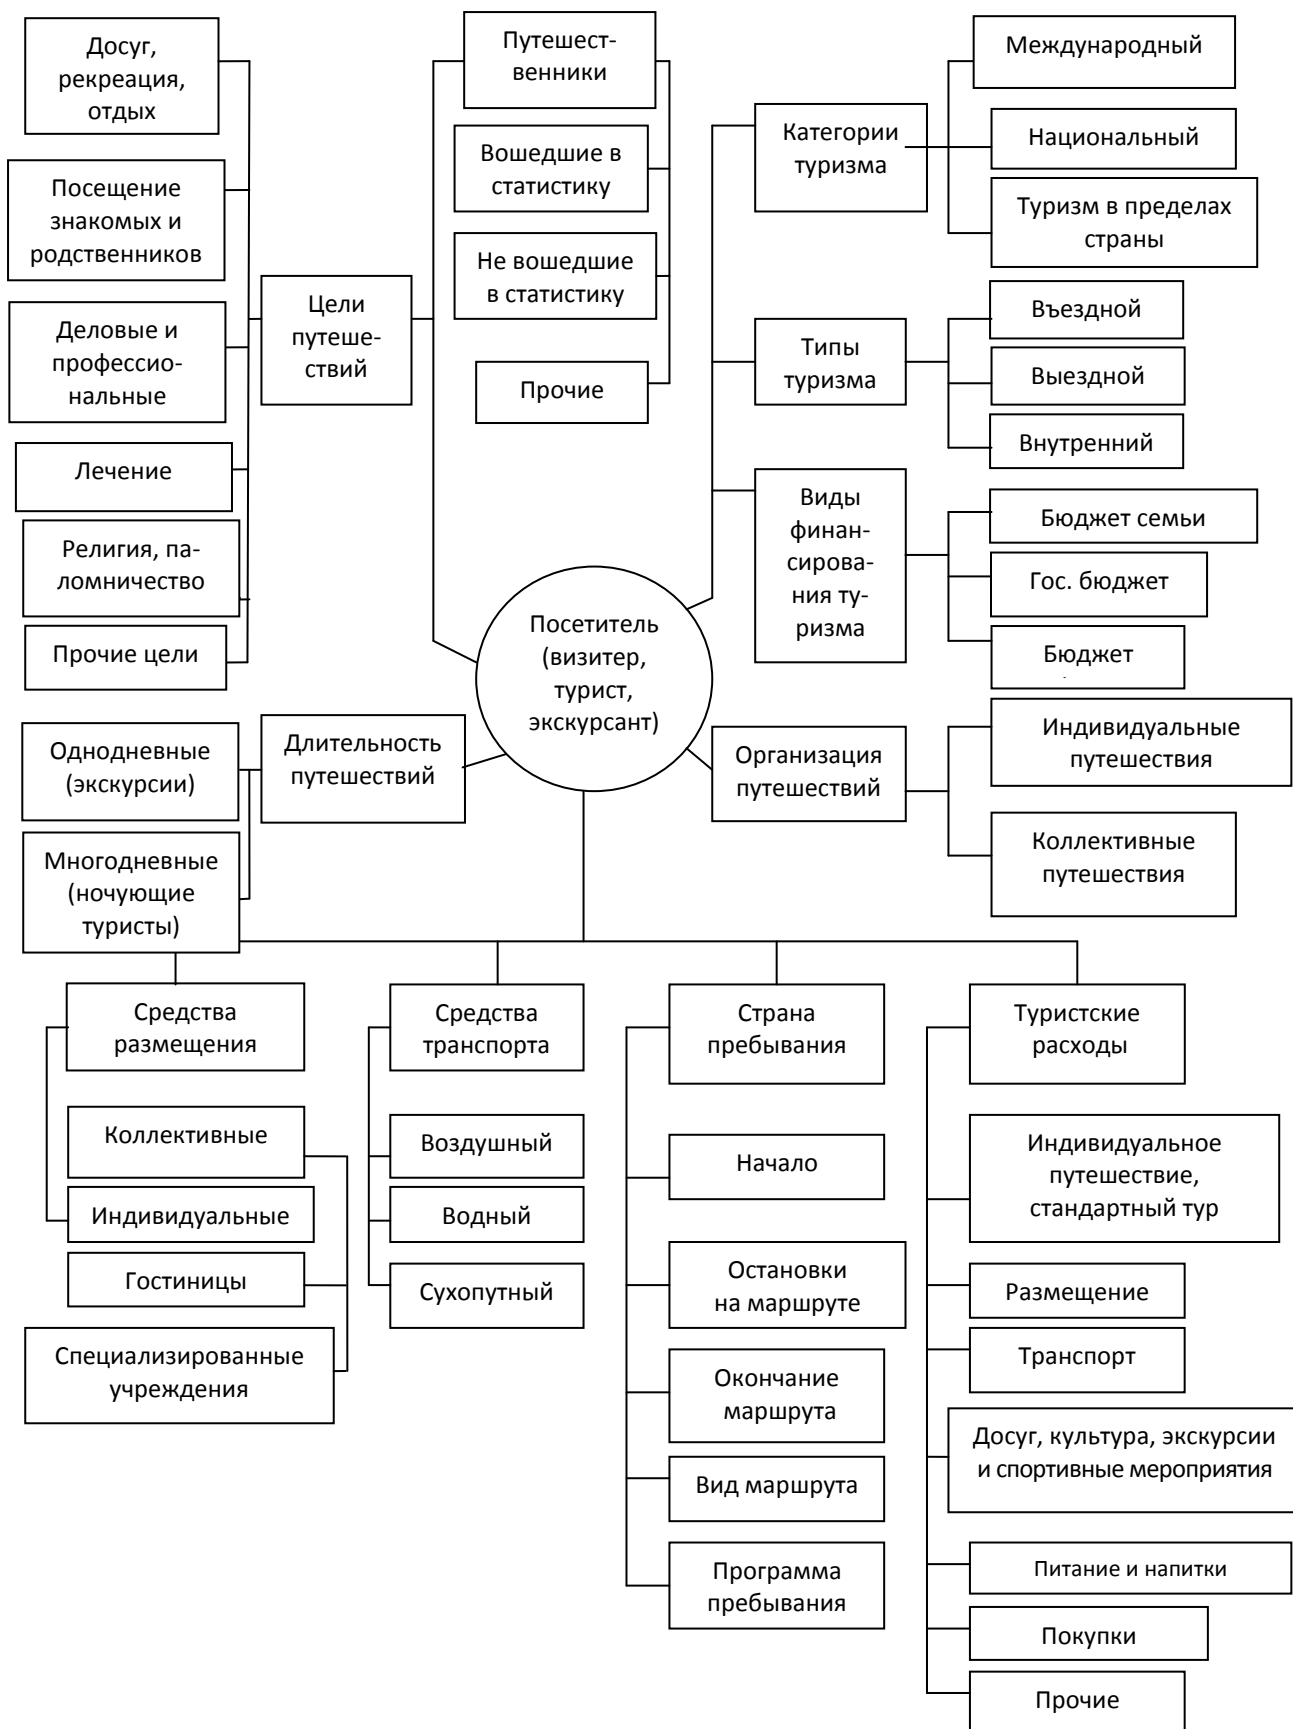 Досуг,
рекреация,
отдых
Посещение
знакомых и
родственников
Деловые и
профессио-
нальные
Лечение
Религия, па-
ломничество
Прочие цели
Цели
путеше-
ствий
Путешест-
венники
Вошедшие в
статистику
Не вошедшие
в статистику
Прочие
Категории
туризма
Международный
Национальный
Туризм в пределах
страны
Типы
туризма
Въездной
Выездной
Внутренний
Виды
финан-
сирова-
ния ту-
ризма
Бюджет семьи
Гос. бюджет
Бюджет
Посетитель
(визитер,
турист,
экскурсант)
Длительность
путешествий
Однодневные
(экскурсии)
Многодневные
(ночующие
туристы)
Организация
путешествий
Индивидуальные
путешествия
Коллективные
путешествия
Средства
размещения
Коллективные
Индивидуальные
Гостиницы
Специализированные
учреждения
Средства
транспорта
Воздушный
Водный
Сухопутный
Страна
пребывания
Начало
Остановки
на маршруте
Окончание
маршрута
Вид маршрута
Программа
пребывания
Туристские
расходы
Индивидуальное
путешествие,
стандартный тур
Размещение
Транспорт
Досуг, культура, экскурсии
и спортивные мероприятия
Питание и напитки
Покупки
Прочие